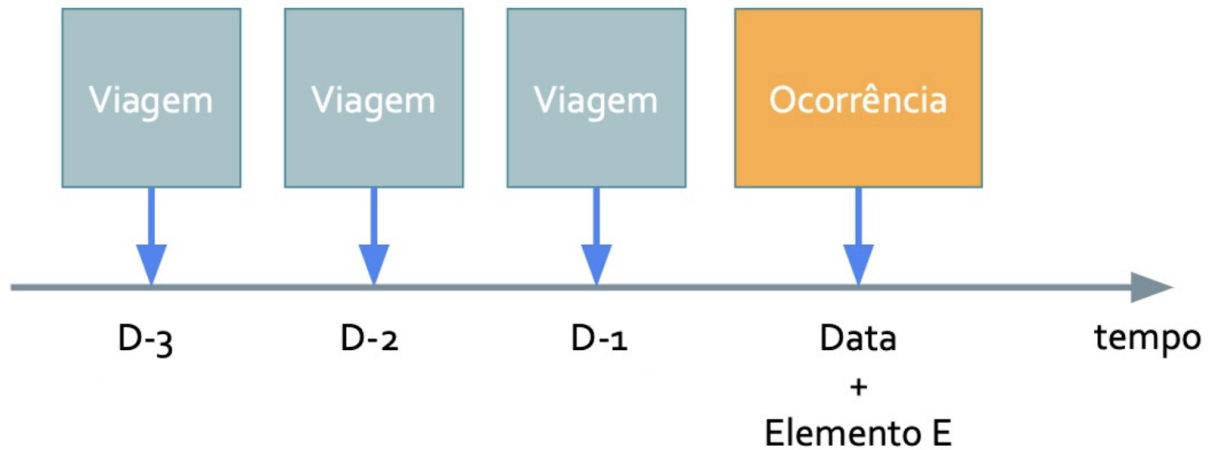 Viagem
Viagem
Viagem
Ocorrência
D-3
D-2
D-1
Data
+
Elemento E
tempo